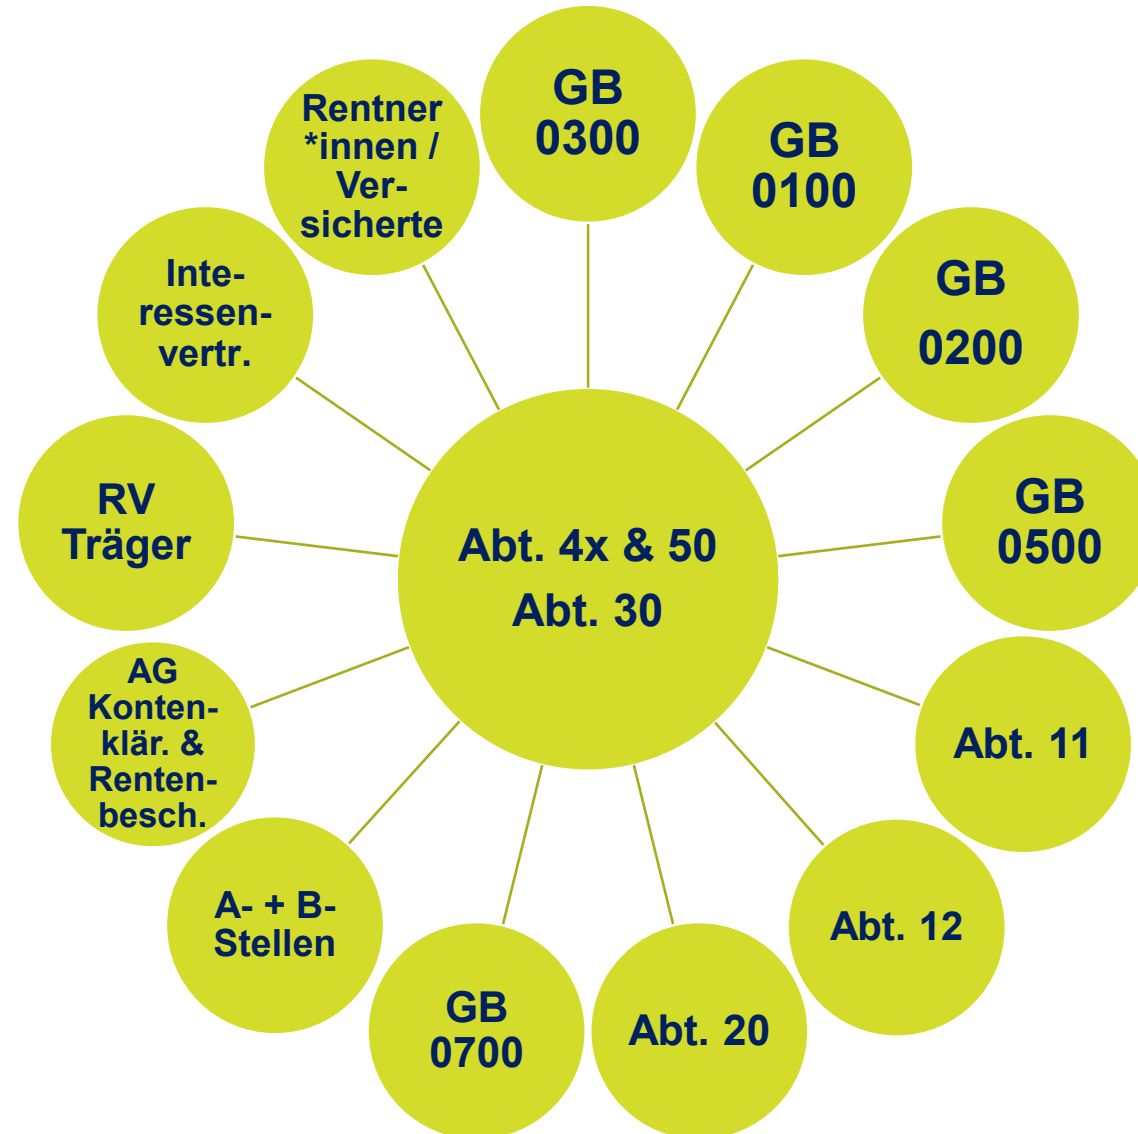 GB
0300
GB
0100
GB
0200
GB
0500
Abt. 11
Abt. 12
Abt. 20
GB
0700
A- + B-
Stellen
AG
Konten-
klär. &
Renten-
besch.
RV
Träger
Inte-
ressen-
vertr.
Rentner
*innen /
Ver-
sicherte
Abt. 4x & 50
Abt. 30